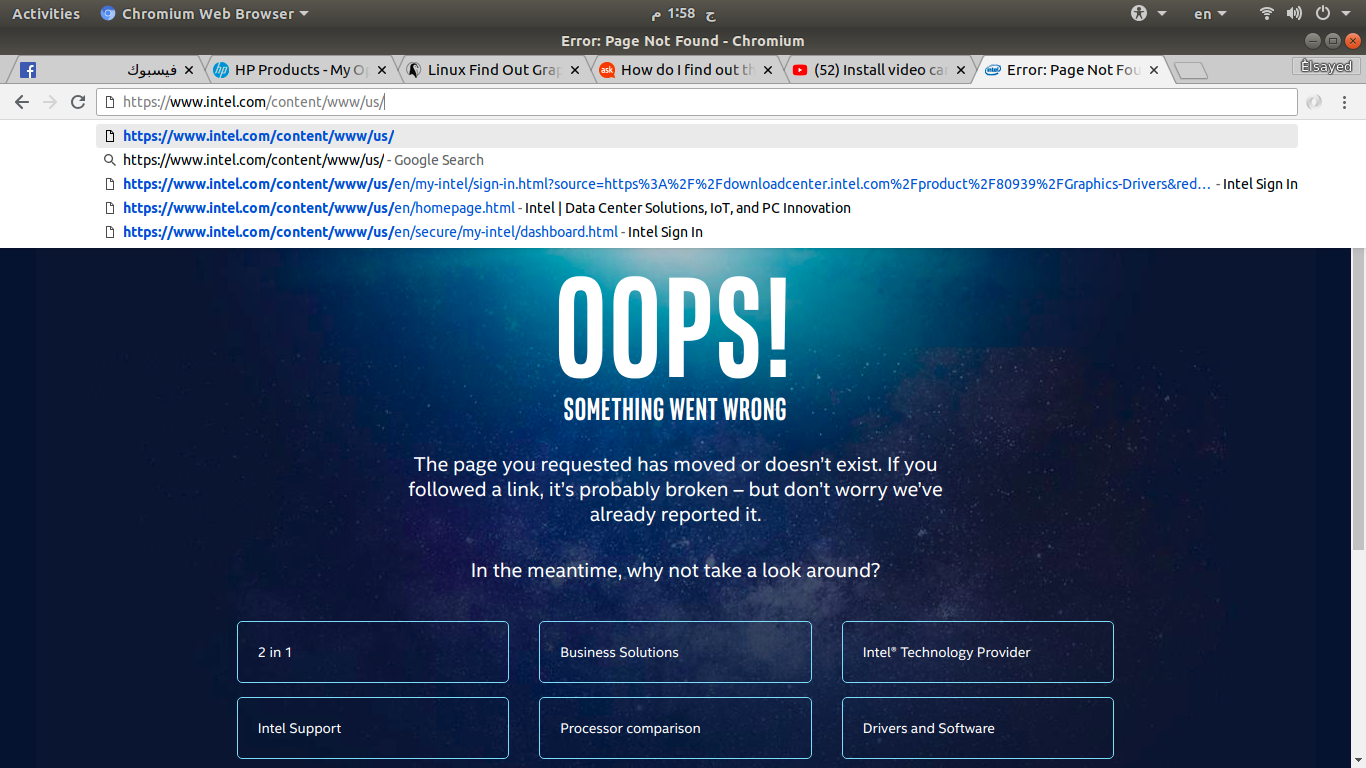 Activities
Chromium Web Browser
ج 1:58 م
en
Error: Page Not Found - Chromium
فيسبوك
HP Products - My Op
Linux Find Out Grap
How do I find out th
(52) Install video car
Error: Page Not Fou
Elsayed
https://www.intel.com/content/www/us/
https://www.intel.com/content/www/us/
https://www.intel.com/content/www/us/ - Google Search
https://www.intel.com/content/www/us/en/my-intel/sign-in.html?source=https%3A%2F%2Fdownloadcenter.intel.com%2Fproduct%2F80939%2FGraphics-Drivers&red... - Intel Sign In
https://www.intel.com/content/www/us/en/homepage.html - Intel | Data Center Solutions, IoT, and PC Innovation
https://www.intel.com/content/www/us/en/secure/my-intel/dashboard.html - Intel Sign In
OOPS!
SOMETHING WENT WRONG
The page you requested has moved or doesn’t exist. If you
followed a link, it’s probably broken – but don’t worry we’ve
already reported it.
In the meantime, why not take a look around?
2 in 1
Business Solutions
Intel® Technology Provider
Intel Support
Processor comparison
Drivers and Software